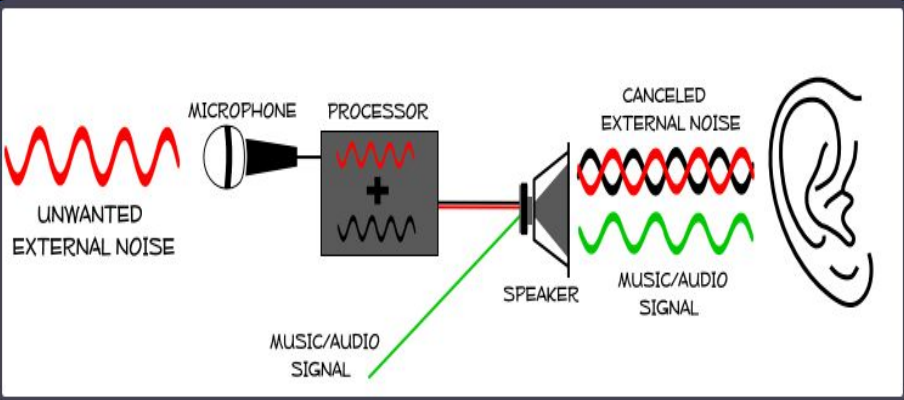 MICROPHONE
PROCESSOR
CANCELED
EXTERNAL NOISE
UNWANTED
EXTERNAL NOISE
SPEAKER
MUSIC/AUDIO
SIGNAL
MUSIC/AUDIO
SIGNAL